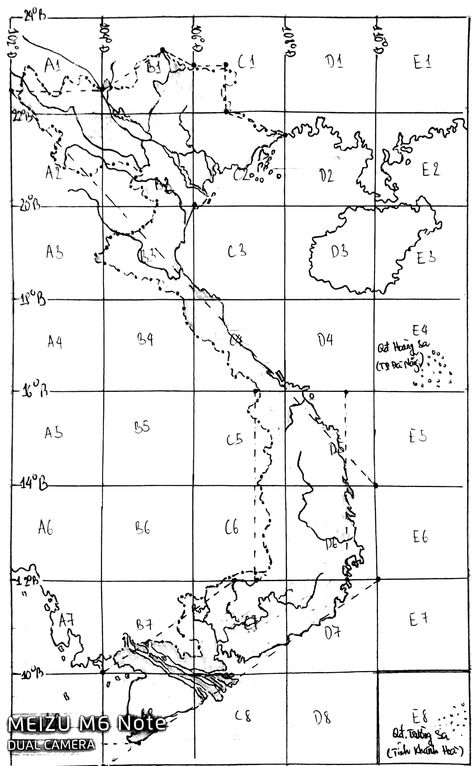 24°B
102°Đ 104°Đ 106°Đ 108°Đ 110°Đ
A1 B1 C1 D1 E1
22°B
A2 A2 C2 D2 E2
20°B
A3 B3 C3 D3 E3
18°B
A4 B4 C4 D4 E4
Qđ Hoàng Sa
(TP Đà Nẵng)
16°B
A5 B5 C5 D5 E5
14°B
A6 B6 C6 D6 E6
12°B
A7 B7 C7 D7 E7
10°B
B8 C8 D8 E8
Qđ. Trường Sa
(Tỉnh Khánh Hoà)
MEIZU M6 Note
DUAL CAMERA